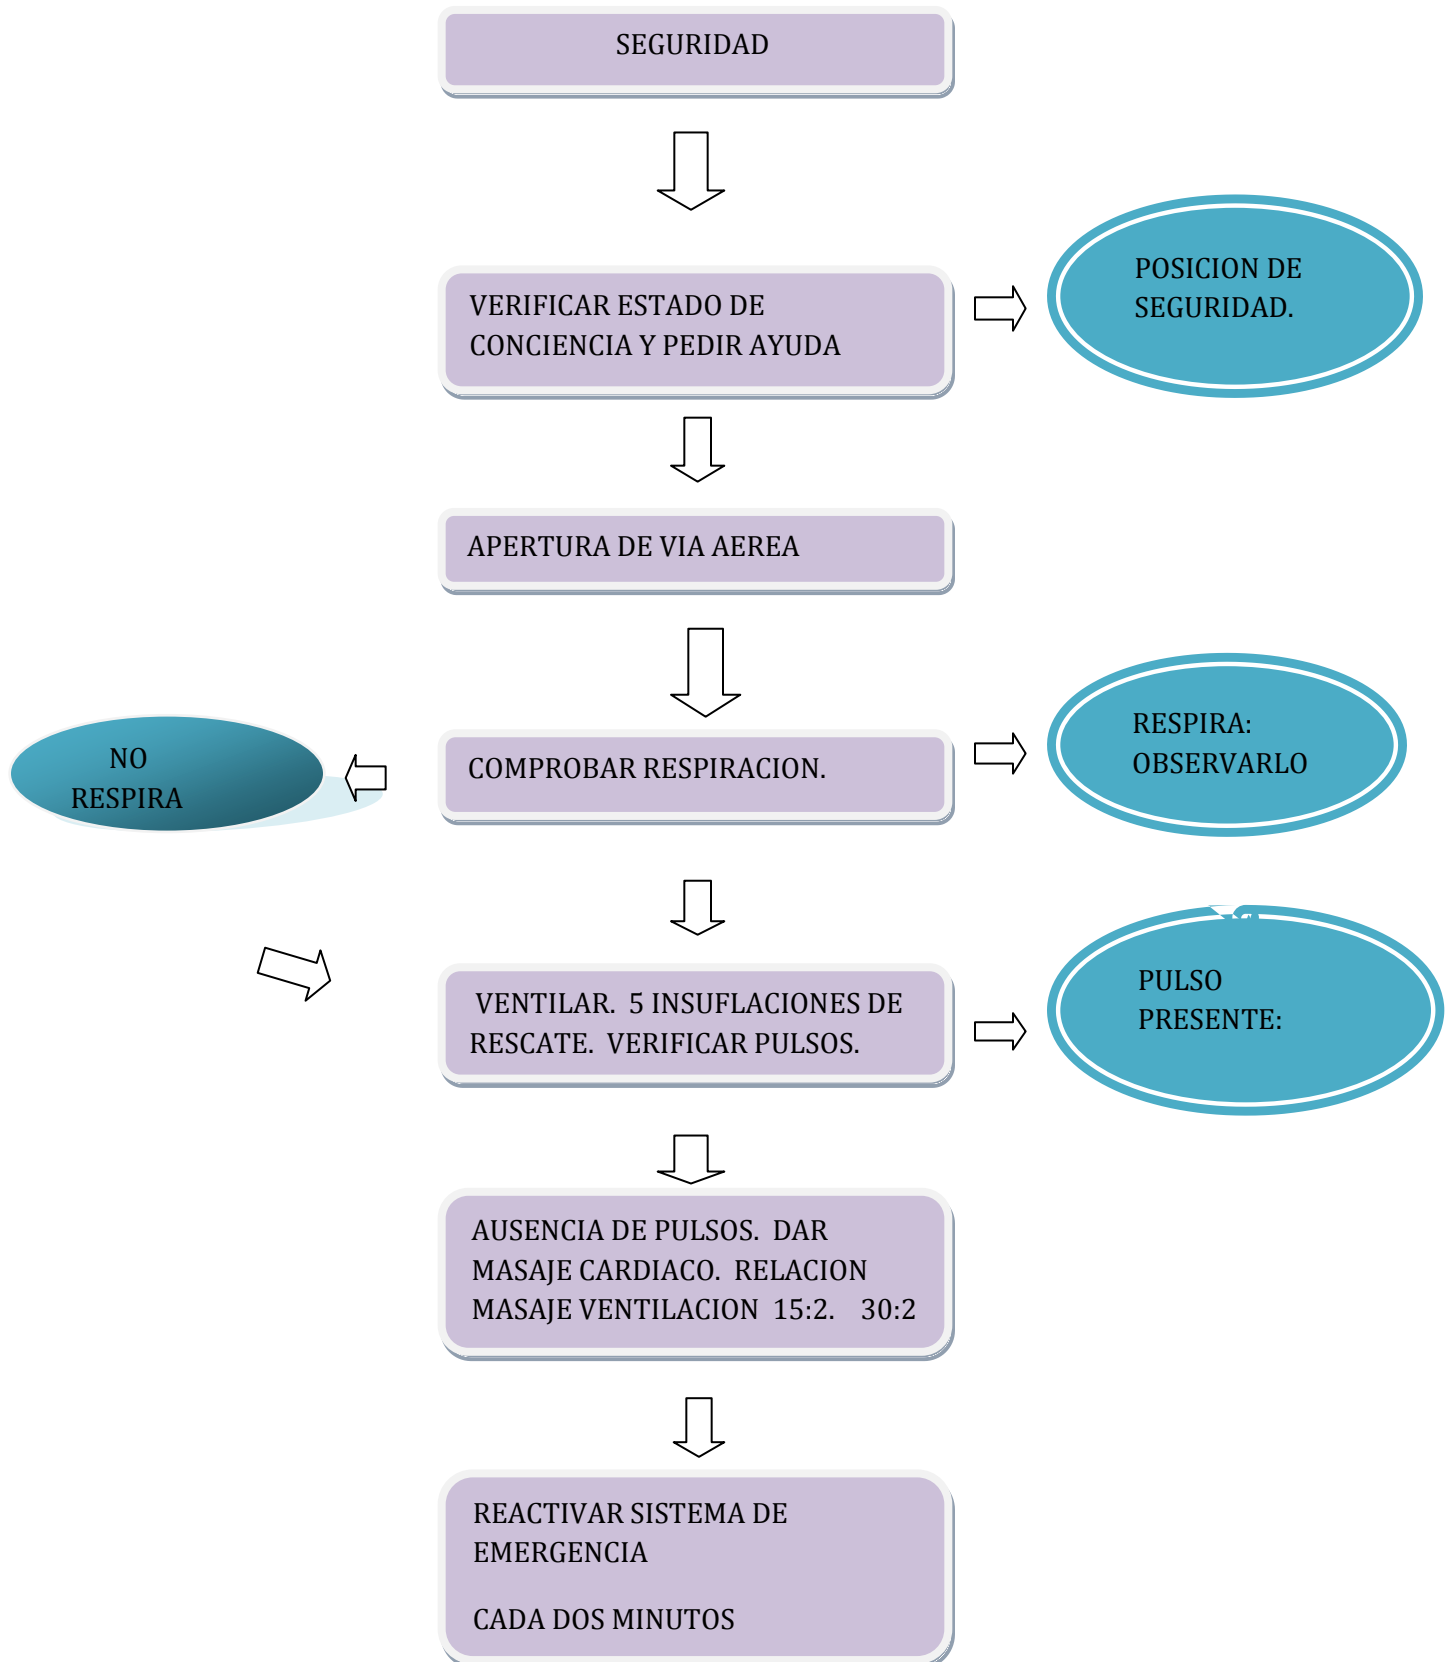 SEGURIDAD
VERIFICAR ESTADO DE
CONCIENCIA Y PEDIR AYUDA
POSICION DE
SEGURIDAD.
APERTURA DE VIA AEREA
NO
RESPIRA
COMPROBAR RESPIRACION.
RESPIRA:
OBSERVARLO
VENTILAR.  5 INSUFLACIONES DE
RESCATE.  VERIFICAR PULSOS.
PULSO
PRESENTE:
AUSENCIA DE PULSOS.  DAR
MASAJE CARDIACO.  RELACION
MASAJE VENTILACION  15:2.    30:2
REACTIVAR SISTEMA DE
EMERGENCIA
CADA DOS MINUTOS